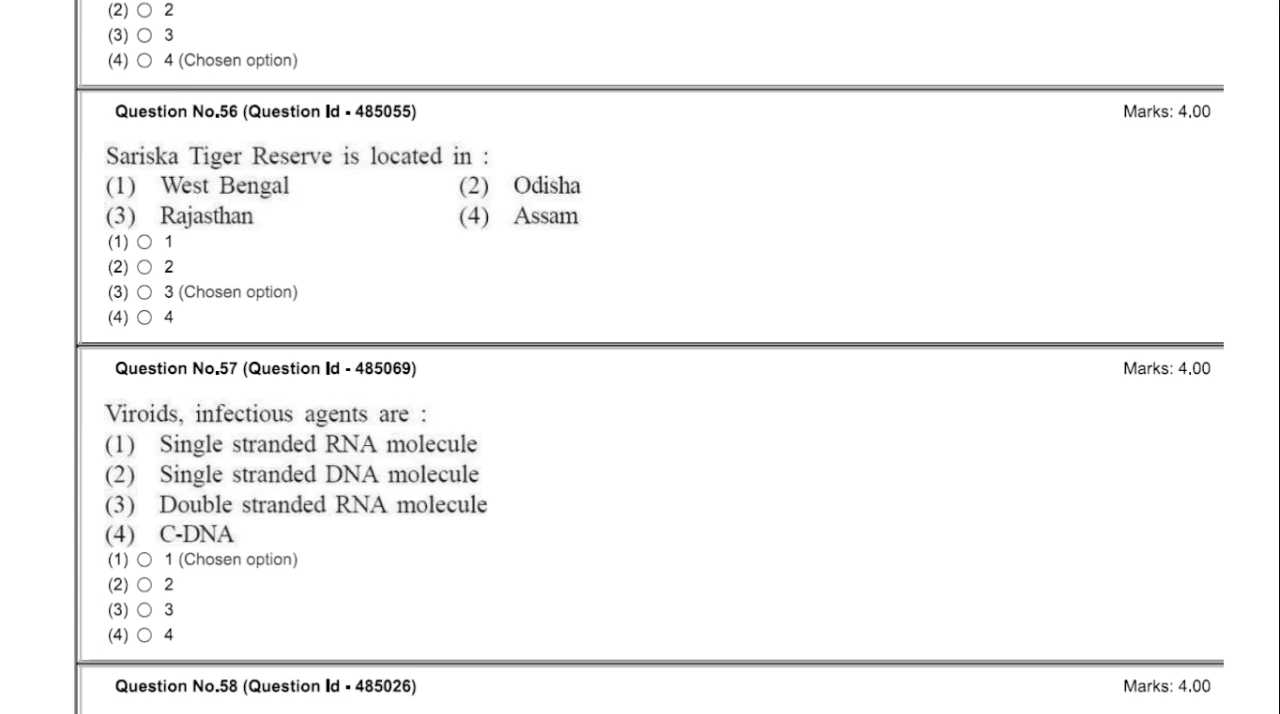 (2) 2
(3) 3
(4) 4 (Chosen option)
Question No.56 (Question Id - 485055) Marks: 4.00
Sariska Tiger Reserve is located in :
(1) West Bengal (2) Odisha
(3) Rajasthan (4) Assam
(1) 1
(2) 2
(3) 3 (Chosen option)
(4) 4
Question No.57 (Question Id - 485069) Marks: 4.00
Viroids, infectious agents are :
(1) Single stranded RNA molecule
(2) Single stranded DNA molecule
(3) Double stranded RNA molecule
(4) C-DNA
(1) 1 (Chosen option)
(2) 2
(3) 3
(4) 4
Question No.58 (Question Id - 485026) Marks: 4.00